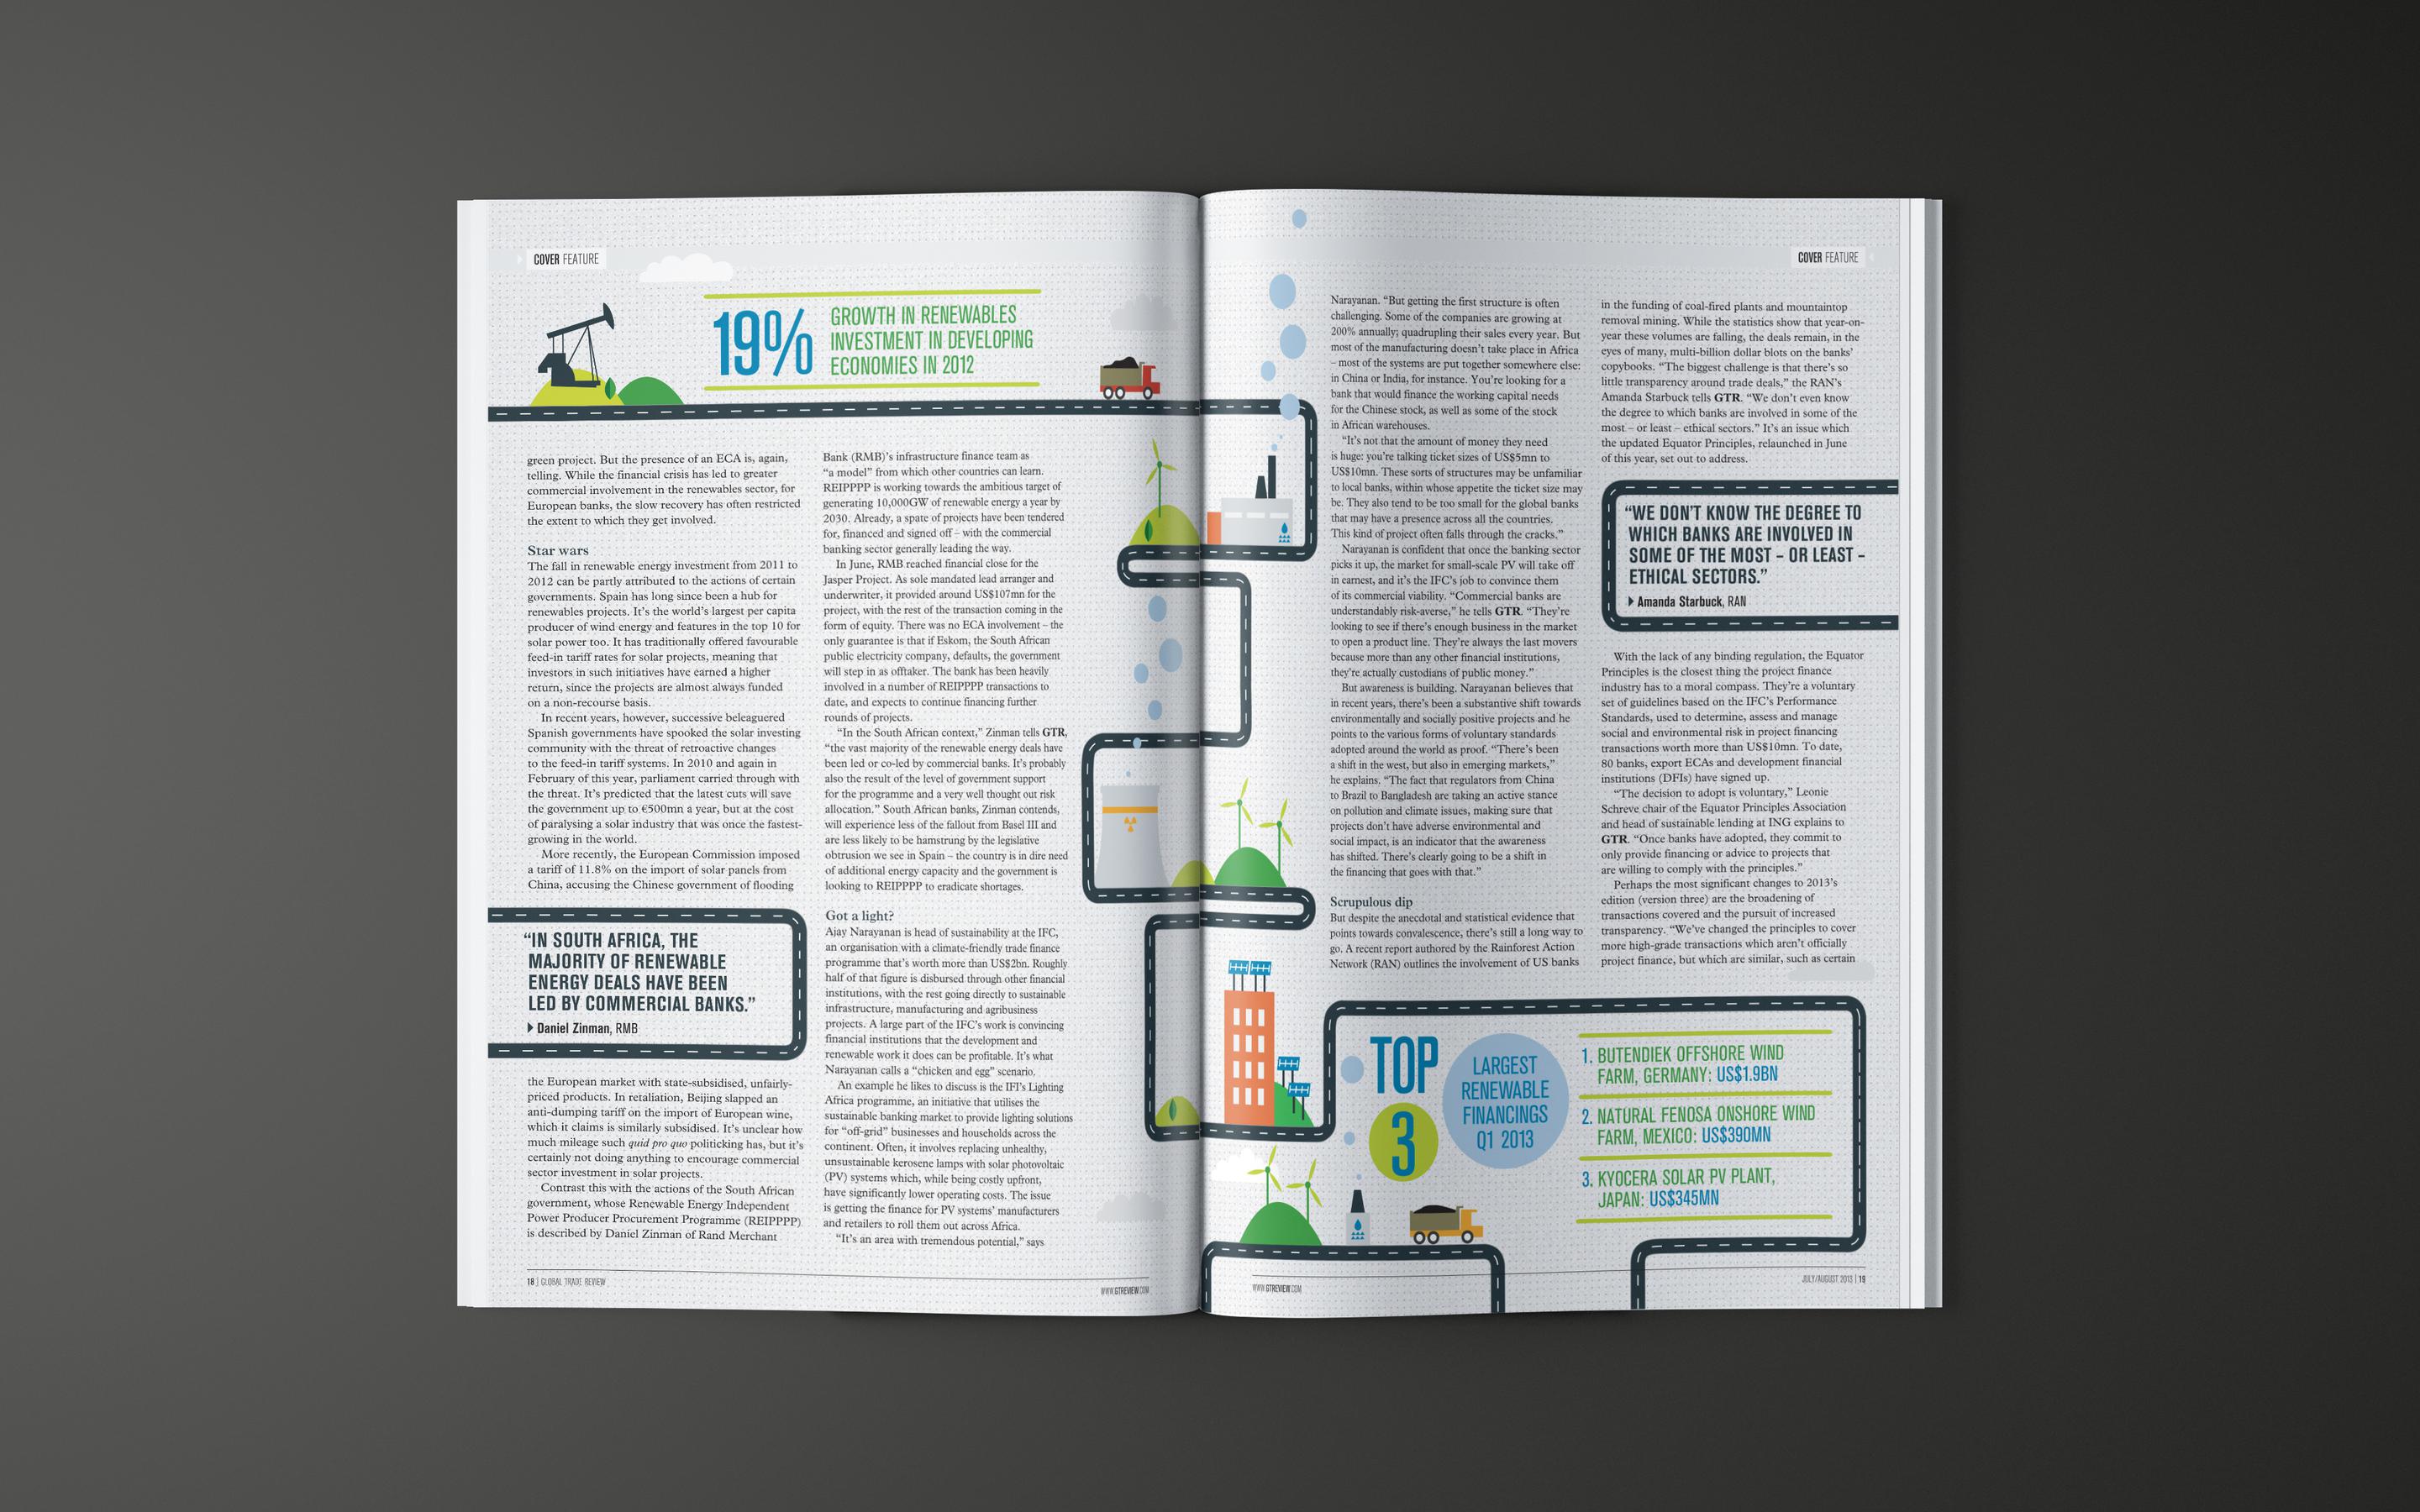 COVER FEATURE
19%
GROWTH IN RENEWABLES
INVESTMENT IN DEVELOPING
ECONOMIES IN 2012
green project. But the presence of an ECA is, again,
telling. While the financial crisis has led to greater
commercial involvement in the renewables sector, for
European banks, the slow recovery has often restricted
the extent to which they get involved.
Star wars
The fall in renewable energy investment from 2011 to
2012 can be partly attributed to the actions of certain
governments. Spain has long since been a hub for
renewables projects. It's the world's largest per capita
producer of wind energy and features in the top 10 for
solar power too. It has traditionally offered favourable
feed-in tariff rates for solar projects, meaning that
investors in such initiatives have earned a higher
return, since the projects are almost always funded
on a non-recourse basis.
In recent years, however, successive beleaguered
Spanish governments have spooked the solar investing
community with the threat of retroactive changes
to the feed-in tariff systems. In 2010 and again in
February of this year, parliament carried through with
the threat. It's predicted that the latest cuts will save
the government up to €500mn a year, but at the cost
of paralysing a solar industry that was once the fastest-
growing in the world.
More recently, the European Commission imposed
a tariff of 11.8% on the import of solar panels from
China, accusing the Chinese government of flooding
“IN SOUTH AFRICA, THE
MAJORITY OF RENEWABLE
ENERGY DEALS HAVE BEEN
LED BY COMMERCIAL BANKS.”
Daniel Zinman, RMB
the European market with state-subsidised, unfairly-
priced products. In retaliation, Beijing slapped an
anti-dumping tariff on the import of European wine,
which it claims is similarly subsidised. It's unclear how
much mileage such quid pro quo politicking has, but it's
certainly not doing anything to encourage commercial
sector investment in solar projects.
Contrast this with the actions of the South African
government, whose Renewable Energy Independent
Power Producer Procurement Programme (REIPPPP)
is described by Daniel Zinman of Rand Merchant
Bank (RMB)'s infrastructure finance team as
“a model” from which other countries can learn.
REIPPPP is working towards the ambitious target of
generating 10,000GW of renewable energy a year by
2030. Already, a spate of projects have been tendered
for, financed and signed off – with the commercial
banking sector generally leading the way.
In June, RMB reached financial close for the
Jasper Project. As sole mandated lead arranger and
underwriter, it provided around US$107mn for the
project, with the rest of the transaction coming in the
form of equity. There was no ECA involvement – the
only guarantee is that if Eskom, the South African
public electricity company, defaults, the government
will step in as offtaker. The bank has been heavily
involved in a number of REIPPPP transactions to
date, and expects to continue financing further
rounds of projects.
“In the South African context,” Zinman tells GTR,
“the vast majority of the renewable energy deals have
been led or co-led by commercial banks. It's probably
also the result of the level of government support
for the programme and a very well thought out risk
allocation.” South African banks, Zinman contends,
will experience less of the fallout from Basel III and
are less likely to be hamstrung by the legislative
obtrusion we see in Spain – the country is in dire need
of additional energy capacity and the government is
looking to REIPPPP to eradicate shortages.
Got a light?
Ajay Narayanan is head of sustainability at the IFC,
an organisation with a climate-friendly trade finance
programme that's worth more than US$2bn. Roughly
half of that figure is disbursed through other financial
institutions, with the rest going directly to sustainable
infrastructure, manufacturing and agribusiness
projects. A large part of the IFC's work is convincing
financial institutions that the development and
renewable work it does can be profitable. It's what
Narayanan calls a “chicken and egg” scenario.
An example he likes to discuss is the IFI's Lighting
Africa programme, an initiative that utilises the
sustainable banking market to provide lighting solutions
for “off-grid” businesses and households across the
continent. Often, it involves replacing unhealthy,
unsustainable kerosene lamps with solar photovoltaic
(PV) systems which, while being costly upfront,
have significantly lower operating costs. The issue
is getting the finance for PV systems' manufacturers
and retailers to roll them out across Africa.
“It's an area with tremendous potential,” says
18 | GLOBAL TRADE REVIEW
WWW.GTREVIEW.COM
COVER FEATURE
Narayanan. “But getting the first structure is often
challenging. Some of the companies are growing at
200% annually; quadrupling their sales every year. But
most of the manufacturing doesn't take place in Africa
– most of the systems are put together somewhere else:
in China or India, for instance. You're looking for a
bank that would finance the working capital needs
for the Chinese stock, as well as some of the stock
in African warehouses.
“It's not that the amount of money they need
is huge: you're talking ticket sizes of US$5mn to
US$10mn. These sorts of structures may be unfamiliar
to local banks, within whose appetite the ticket size may
be. They also tend to be too small for the global banks
that may have a presence across all the countries.
This kind of project often falls through the cracks.”
Narayanan is confident that once the banking sector
picks it up, the market for small-scale PV will take off
in earnest, and it's the IFC's job to convince them
of its commercial viability. “Commercial banks are
understandably risk-averse,” he tells GTR. “They're
looking to see if there's enough business in the market
to open a product line. They're always the last movers
because more than any other financial institutions,
they're actually custodians of public money.”
But awareness is building. Narayanan believes that
in recent years, there's been a substantive shift towards
environmentally and socially positive projects and he
points to the various forms of voluntary standards
adopted around the world as proof. “There's been
a shift in the west, but also in emerging markets,”
he explains. “The fact that regulators from China
to Brazil to Bangladesh are taking an active stance
on pollution and climate issues, making sure that
projects don't have adverse environmental and
social impact, is an indicator that the awareness
has shifted. There's clearly going to be a shift in
the financing that goes with that.”
Scrupulous dip
But despite the anecdotal and statistical evidence that
points towards convalescence, there's still a long way to
go. A recent report authored by the Rainforest Action
Network (RAN) outlines the involvement of US banks
in the funding of coal-fired plants and mountaintop
removal mining. While the statistics show that year-on-
year these volumes are falling, the deals remain, in the
eyes of many, multi-billion dollar blots on the banks'
copybooks. “The biggest challenge is that there's so
little transparency around trade deals,” the RAN's
Amanda Starbuck tells GTR. “We don't even know
the degree to which banks are involved in some of the
most – or least – ethical sectors.” It's an issue which
the updated Equator Principles, relaunched in June
of this year, set out to address.
“WE DON'T KNOW THE DEGREE TO
WHICH BANKS ARE INVOLVED IN
SOME OF THE MOST – OR LEAST –
ETHICAL SECTORS.”
Amanda Starbuck, RAN
With the lack of any binding regulation, the Equator
Principles is the closest thing the project finance
industry has to a moral compass. They're a voluntary
set of guidelines based on the IFC's Performance
Standards, used to determine, assess and manage
social and environmental risk in project financing
transactions worth more than US$10mn. To date,
80 banks, export ECAs and development financial
institutions (DFIs) have signed up.
“The decision to adopt is voluntary,” Leonie
Schreve chair of the Equator Principles Association
and head of sustainable lending at ING explains to
GTR. “Once banks have adopted, they commit to
only provide financing or advice to projects that
are willing to comply with the principles.”
Perhaps the most significant changes to 2013's
edition (version three) are the broadening of
transactions covered and the pursuit of increased
transparency. “We've changed the principles to cover
more high-grade transactions which aren't officially
project finance, but which are similar, such as certain
TOP
3
LARGEST
RENEWABLE
FINANCINGS
Q1 2013
1. BUTENDIEK OFFSHORE WIND
FARM, GERMANY: US$1.9BN
2. NATURAL FENOSA ONSHORE WIND
FARM, MEXICO: US$390MN
3. KYOCERA SOLAR PV PLANT,
JAPAN: US$345MN
WWW.GTREVIEW.COM
JULY/AUGUST 2013 | 19